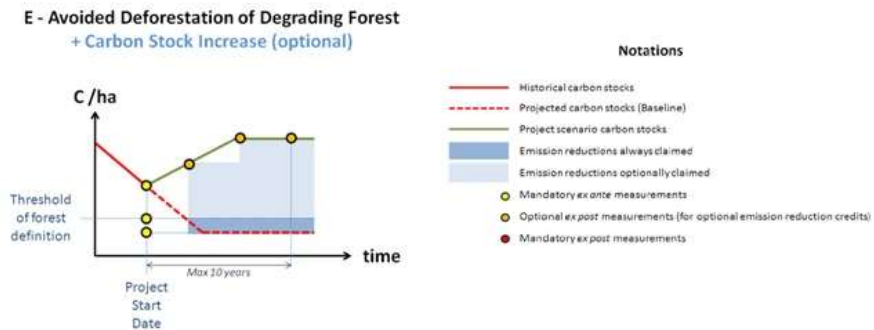 E - Avoided Deforestation of Degrading Forest
+ Carbon Stock Increase (optional)
C /ha
Threshold
of forest
definition
time
Max 10 years
Project
Start
Date
Notations
Historical carbon stocks
Projected carbon stocks (Baseline)
Project scenario carbon stocks
Emission reductions always claimed
Emission reductions optionally claimed
Mandatory ex ante measurements
Optional ex post measurements (for optional emission reduction credits)
Mandatory ex post measurements